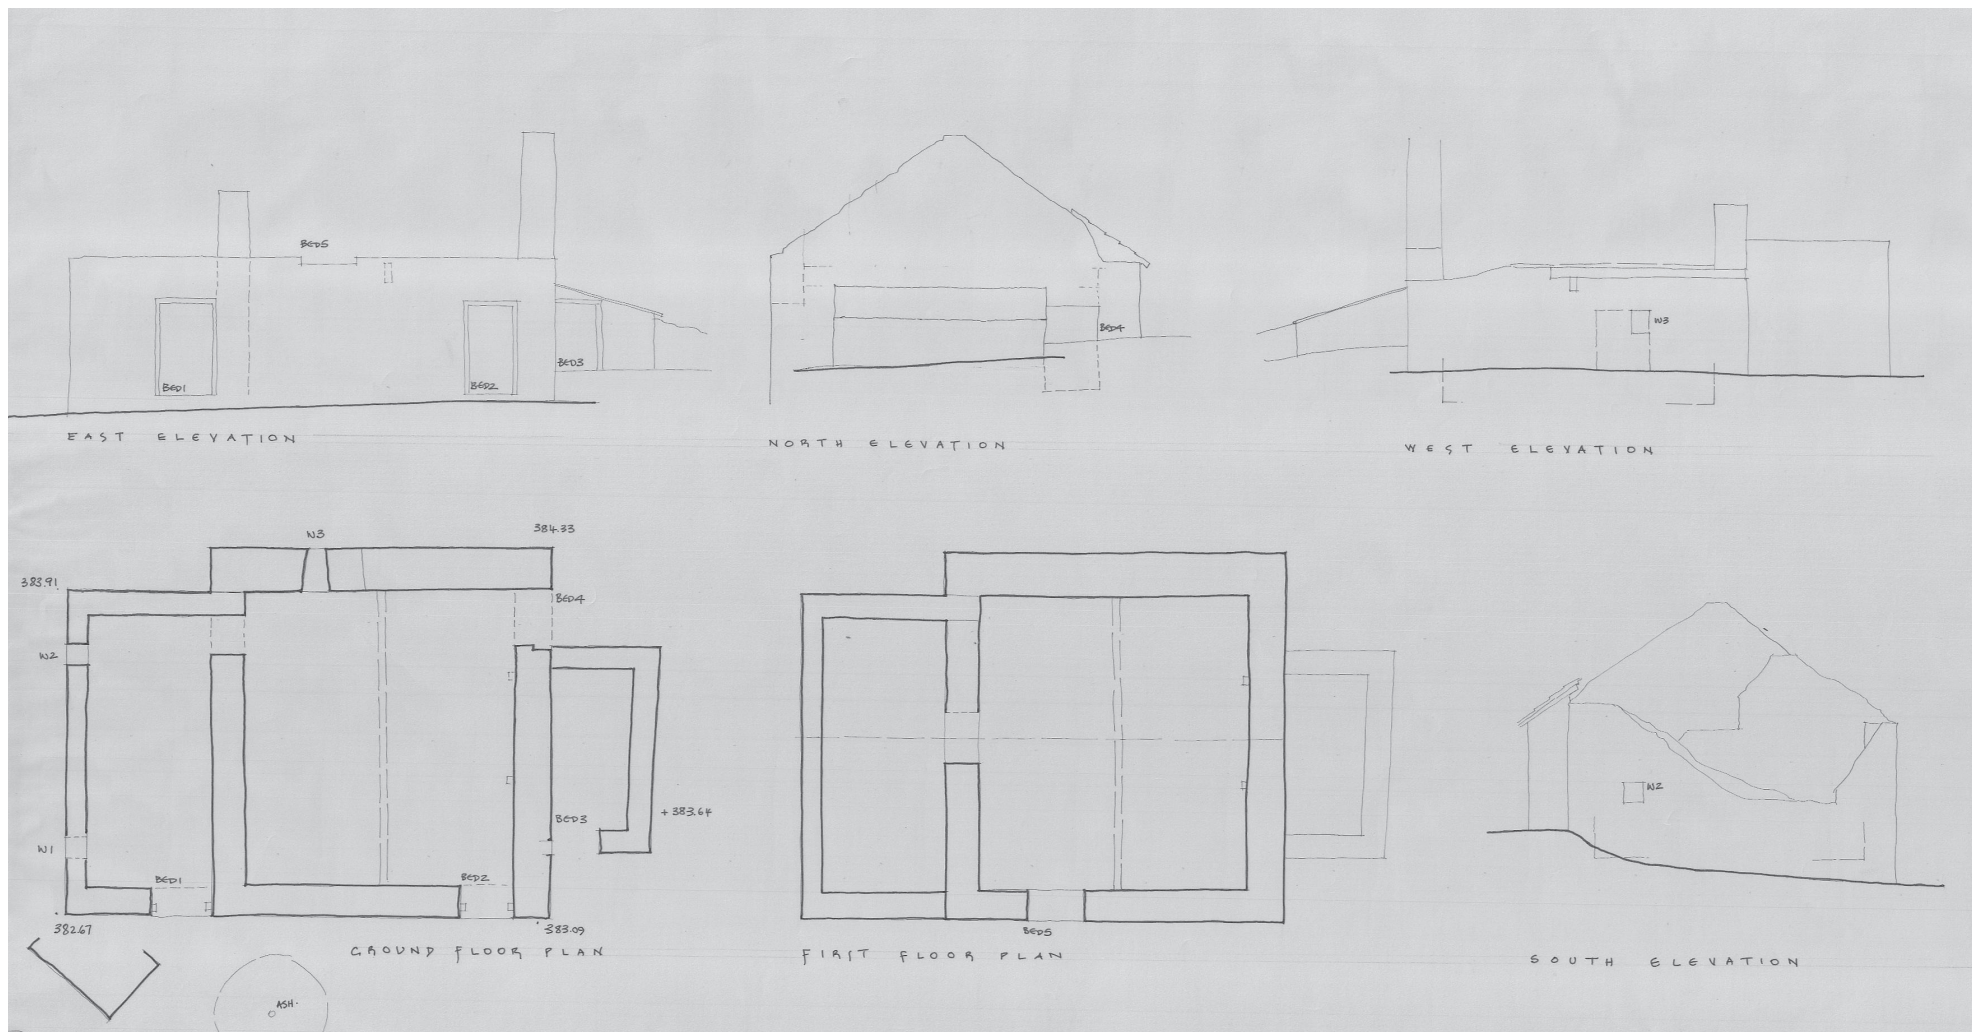 BED5
BED1
BED2
BED3
EAST ELEVATION
BED4
NORTH ELEVATION
W3
WEST ELEVATION
W3
384.33
383.91
BED4
W2
BED3
+383.64
W1
BED1
BED2
382.67
383.09
GROUND FLOOR PLAN
ASH.
BED5
FIRST FLOOR PLAN
W2
SOUTH ELEVATION